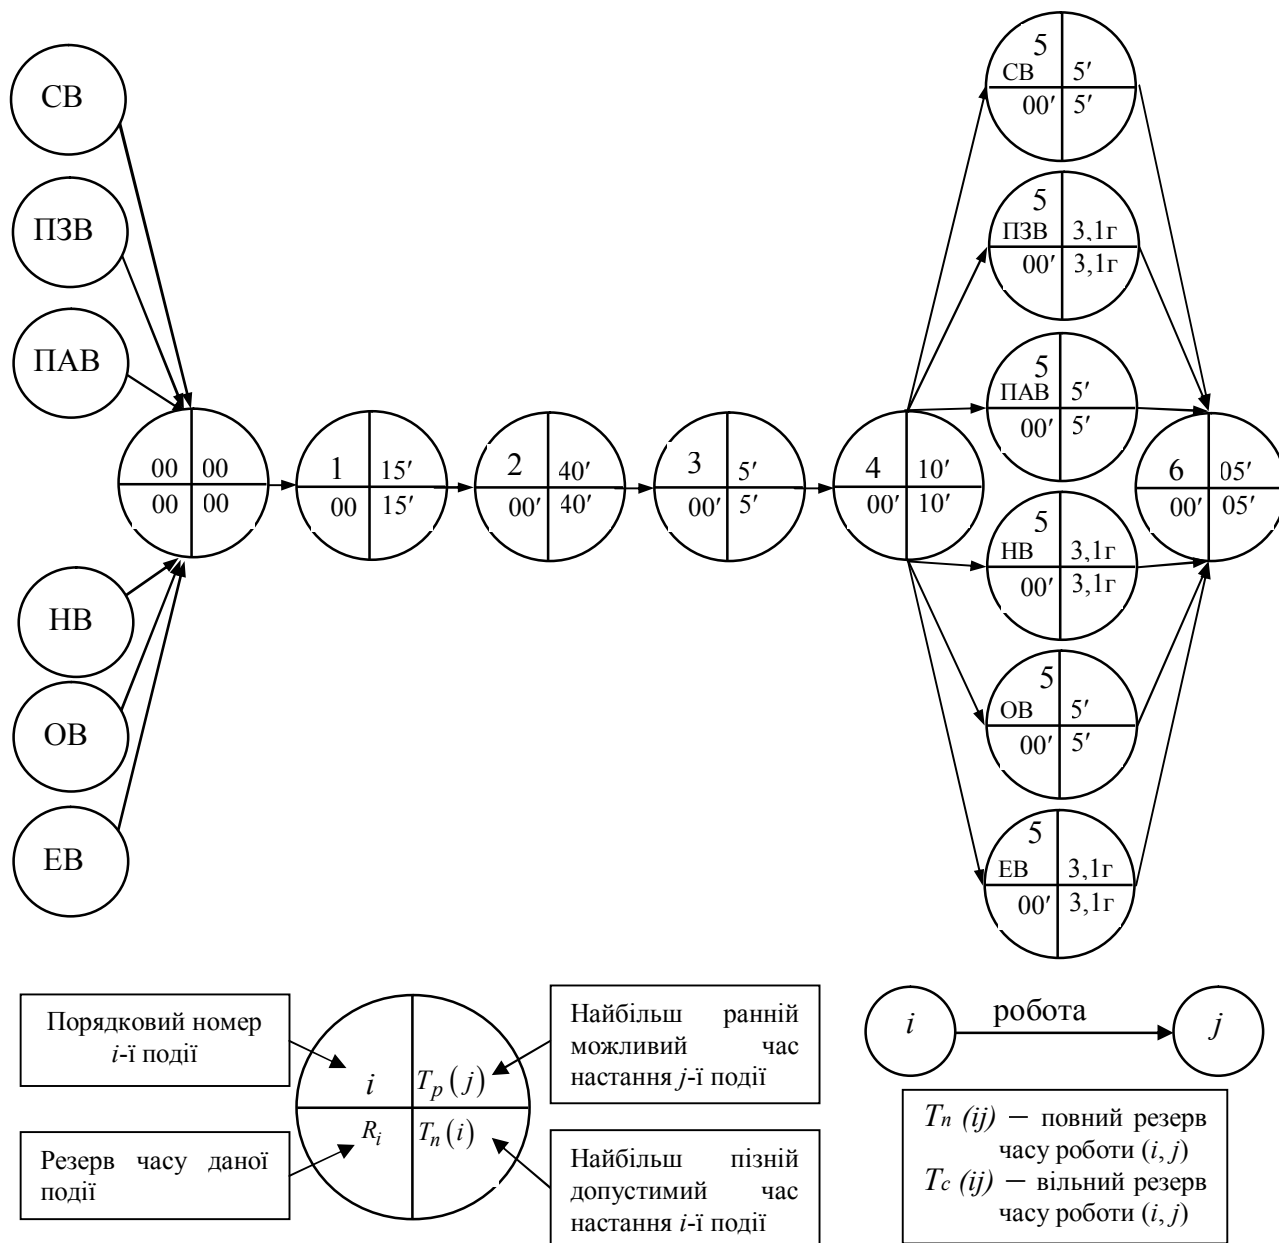 СВ
ПЗВ
ПАВ
НВ
ОВ
ЕВ
00 00
00 00
1 15′
00 15′
2 40′
00′ 40′
3 5′
00′ 5′
4 10′
00′ 10′
5
СВ 5′
00′ 5′
5
ПЗВ 3,1г
00′ 3,1г
5
ПАВ 5′
00′ 5′
5
НВ 3,1г
00′ 3,1г
5
ОВ 5′
00′ 5′
5
ЕВ 3,1г
00′ 3,1г
6 05′
00′ 05′
Порядковий номер
i-ї події
Резерв часу даної
події
i T_p (j)
R_i T_n (i)
Найбільш ранній
можливий час
настання j-ї події
Найбільш пізній
допустимий час
настання i-ї події
i робота j
Tп (ij) – повний резерв
часу роботи (i, j)
Tс (ij) – вільний резерв
часу роботи (i, j)